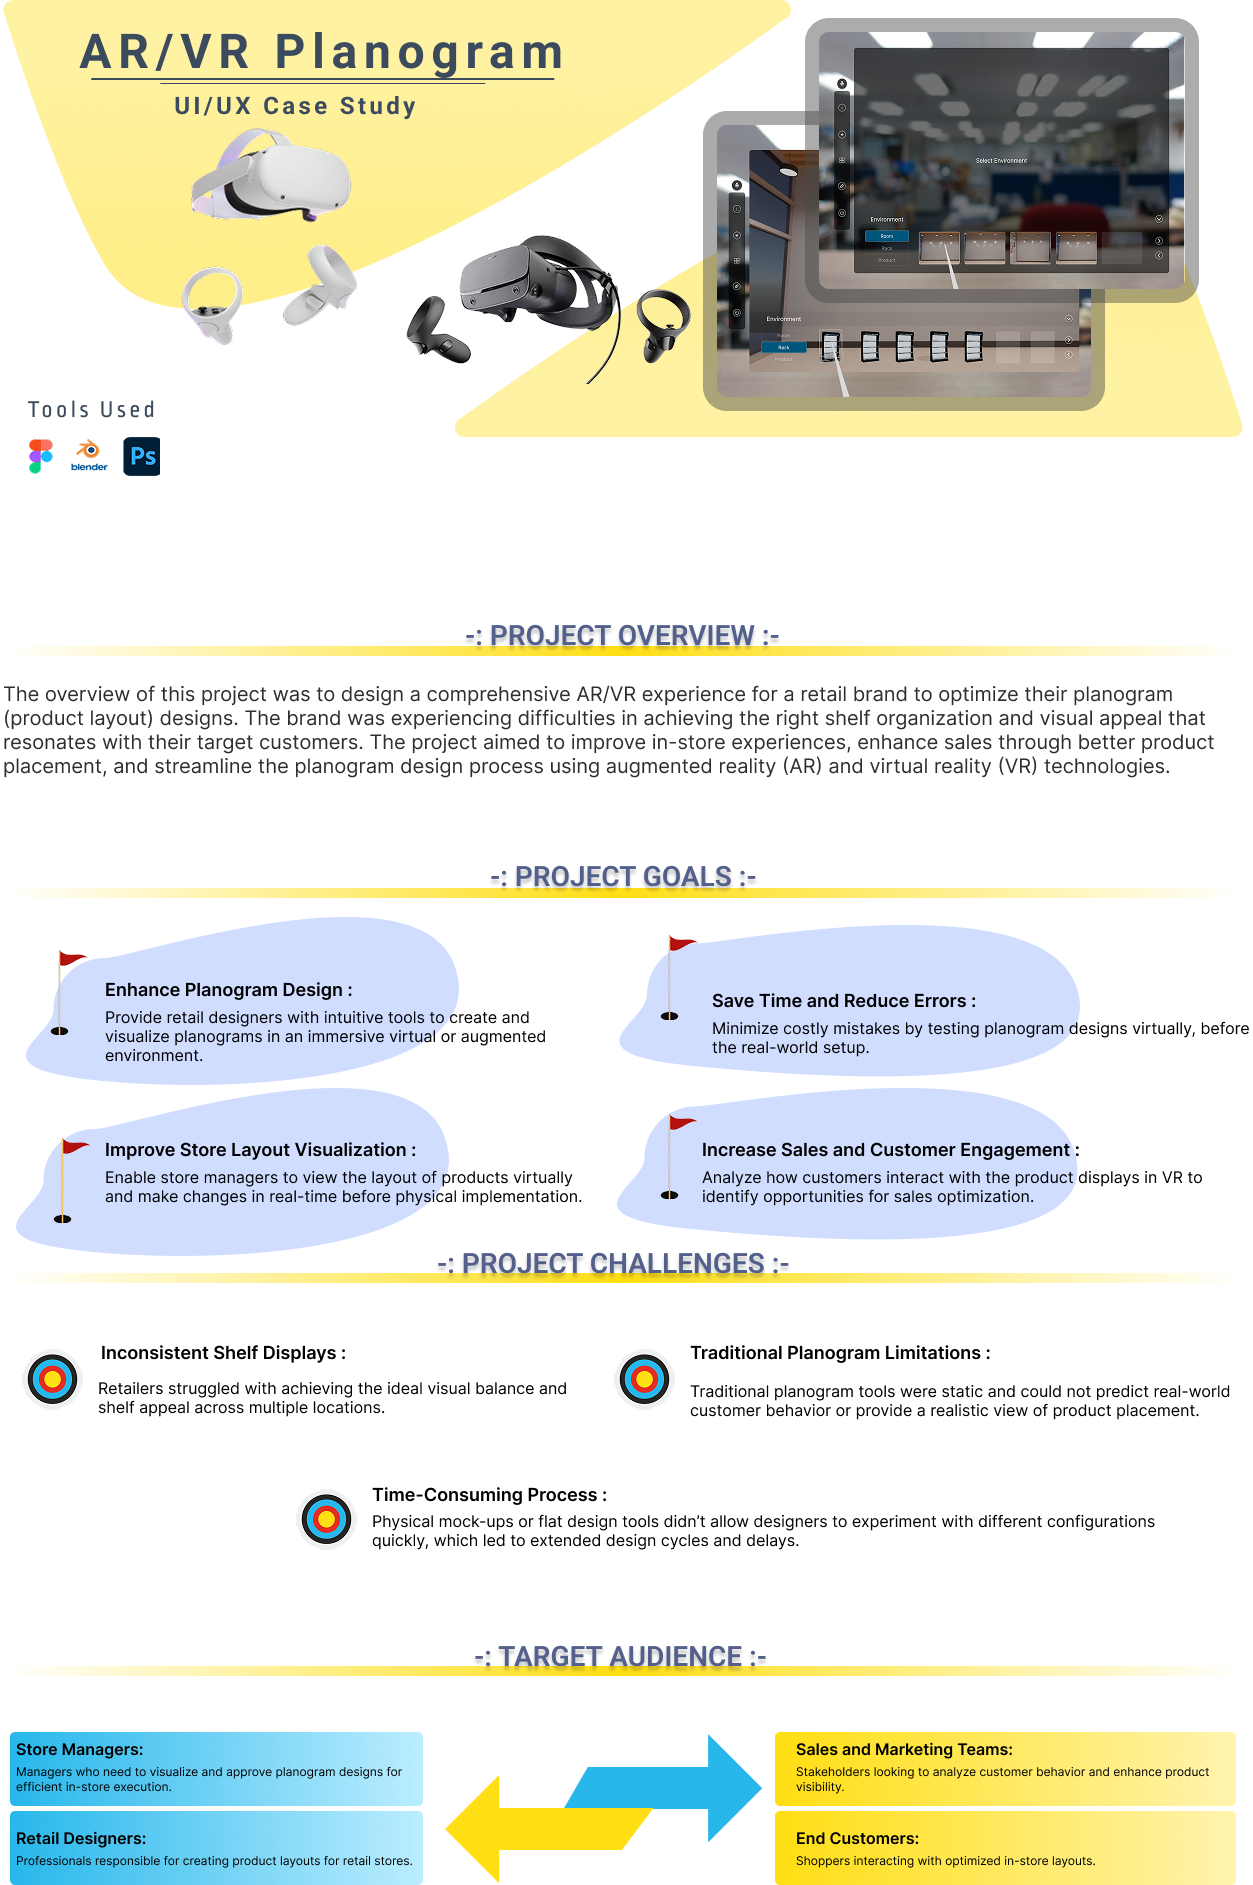 AR/VR Planogram
UI/UX Case Study
Select Environment
Environment
Room
Rack
Product
Environment
Room
Rack
Product
Tools Used
blender
Ps
-: PROJECT OVERVIEW :-
The overview of this project was to design a comprehensive AR/VR experience for a retail brand to optimize their planogram
(product layout) designs. The brand was experiencing difficulties in achieving the right shelf organization and visual appeal that
resonates with their target customers. The project aimed to improve in-store experiences, enhance sales through better product
placement, and streamline the planogram design process using augmented reality (AR) and virtual reality (VR) technologies.
-: PROJECT GOALS :-
Enhance Planogram Design :
Provide retail designers with intuitive tools to create and
visualize planograms in an immersive virtual or augmented
environment.
Save Time and Reduce Errors :
Minimize costly mistakes by testing planogram designs virtually, before
the real-world setup.
Improve Store Layout Visualization :
Enable store managers to view the layout of products virtually
and make changes in real-time before physical implementation.
Increase Sales and Customer Engagement :
Analyze how customers interact with the product displays in VR to
identify opportunities for sales optimization.
-: PROJECT CHALLENGES :-
Inconsistent Shelf Displays :
Retailers struggled with achieving the ideal visual balance and
shelf appeal across multiple locations.
Traditional Planogram Limitations :
Traditional planogram tools were static and could not predict real-world
customer behavior or provide a realistic view of product placement.
Time-Consuming Process :
Physical mock-ups or flat design tools didn’t allow designers to experiment with different configurations
quickly, which led to extended design cycles and delays.
-: TARGET AUDIENCE :-
Store Managers:
Managers who need to visualize and approve planogram designs for
efficient in-store execution.
Retail Designers:
Professionals responsible for creating product layouts for retail stores.
Sales and Marketing Teams:
Stakeholders looking to analyze customer behavior and enhance product
visibility.
End Customers:
Shoppers interacting with optimized in-store layouts.